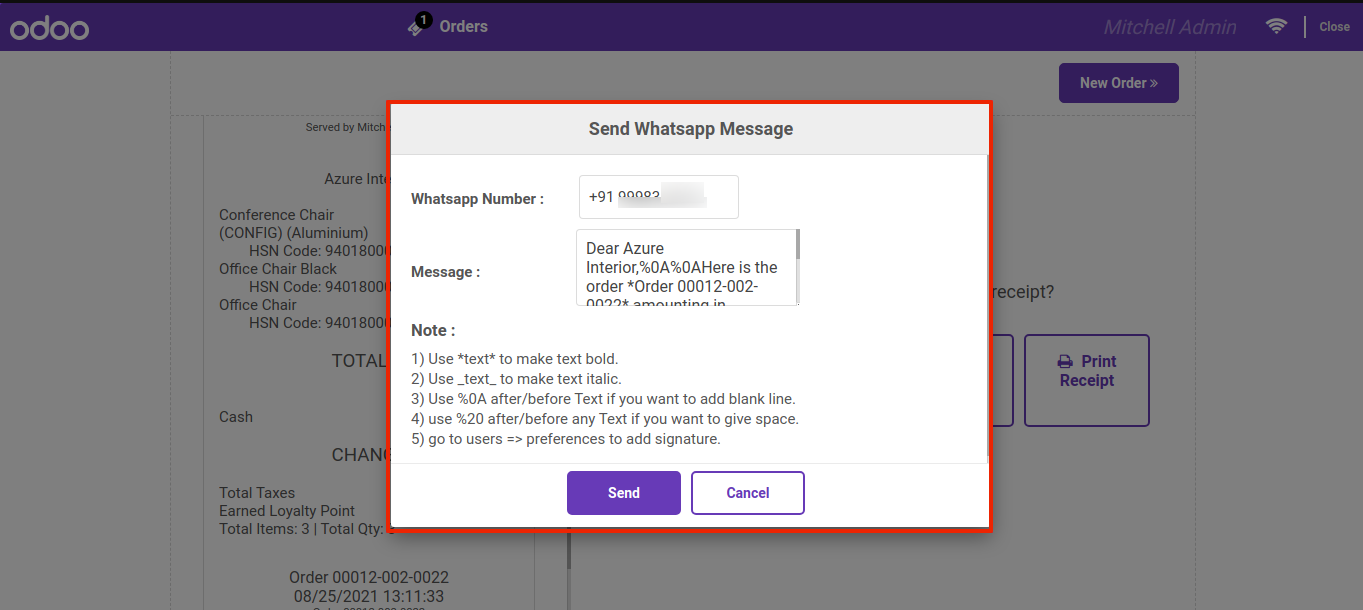 odoo
1
Orders
Mitchell Admin
Close
New Order
Served by
Azure
Conference Chair
(CONFIG) (Aluminium)
HSN Code: 94018000
Office Chair Black
HSN Code: 94018000
Office Chair
HSN Code: 94018000
TOTAL
Cash
Total Taxes
Earned Loyalty Point
Total Items: 3 | Total Qty:
Order 00012-002-0022
08/25/2021 13:11:33
Send Whatsapp Message
Whatsapp Number :
+91 99983
Message :
Dear Azure
Interior,%0A%0AHere is the
order *Order 00012-002-
0022* amounting in
Note :
1) Use *text* to make text bold.
2) Use _text_ to make text italic.
3) Use %0A after/before Text if you want to add blank line.
4) use %20 after/before any Text if you want to give space.
5) go to users => preferences to add signature.
Send
Cancel
receipt?
Print
Receipt